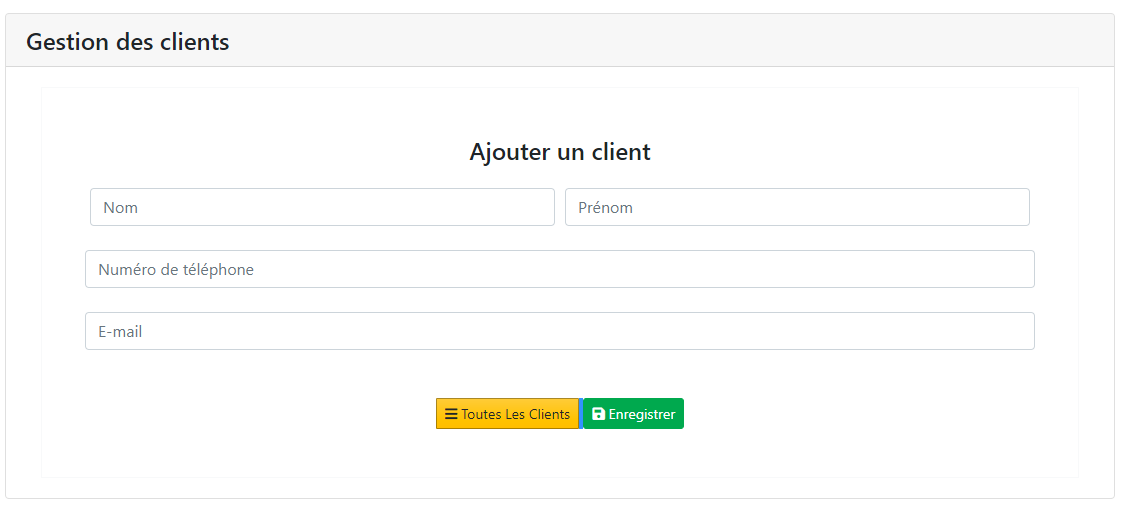 Gestion des clients
Ajouter un client
Nom
Prénom
Numéro de téléphone
E-mail
Toutes Les Clients
Enregistrer